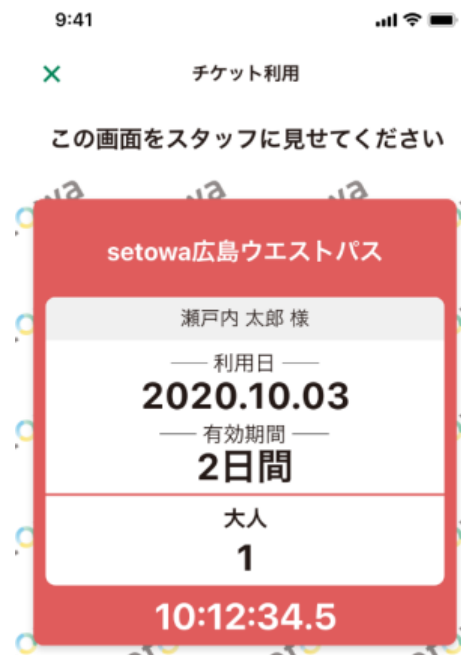 9:41
チケット利用
この画面をスタッフに見せてください
setowa広島ウエストパス
瀬戸内 太郎 様
利用日
2020.10.03
有効期間
2日間
大人
1
10:12:34.5